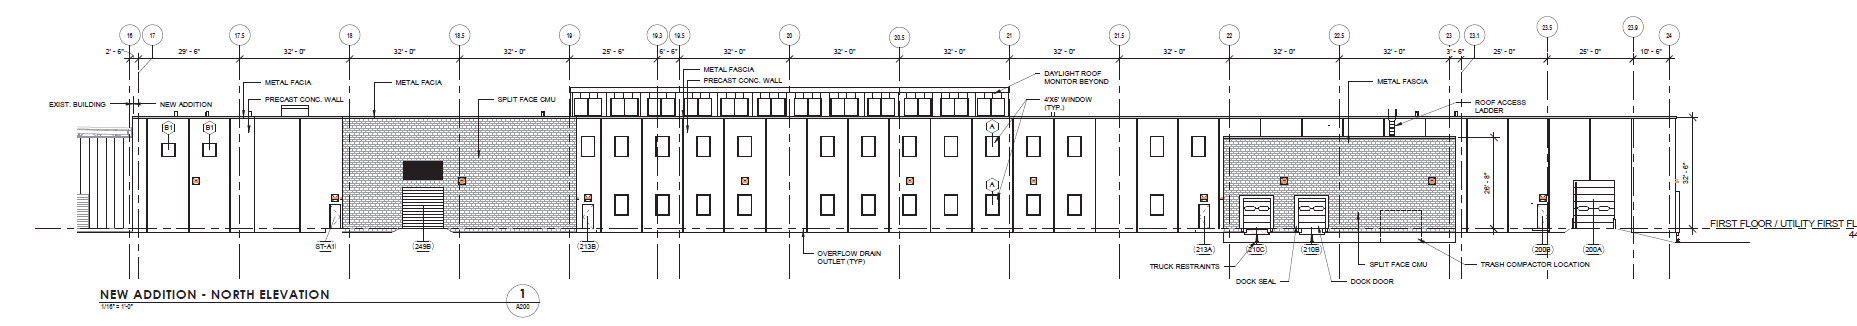 16 17 17.5 18 18.5 19 19.3 19.5 20 20.5 21 21.5 22 22.5 23 23.1 23.5 23.9 24
2' - 6" 29' - 6" 32' - 0" 32' - 0" 32' - 0" 25' - 6" 6' - 6" 32' - 0" 32' - 0" 32' - 0" 32' - 0" 32' - 0" 32' - 0" 32' - 0" 3' - 6" 25' - 0" 25' - 0" 10' - 6"
METAL FACIA
METAL FACIA
METAL FASCIA
PRECAST CONC. WALL
DAYLIGHT ROOF
MONITOR BEYOND
METAL FASCIA
EXIST. BUILDING
NEW ADDITION
PRECAST CONC. WALL
SPLIT FACE CMU
4'X6' WINDOW
(TYP.)
ROOF ACCESS
LADDER
B1 B1 A
A
26' - 8"
32' - 6"
FIRST FLOOR / UTILITY FIRST FL
44
ST-A1 249B 213B 213A 210C 210B 200B 200A
OVERFLOW DRAIN
OUTLET (TYP)
TRUCK RESTRAINTS
SPLIT FACE CMU
TRASH COMPACTOR LOCATION
DOCK SEAL
DOCK DOOR
NEW ADDITION - NORTH ELEVATION
1/16" = 1'-0"
1
A200